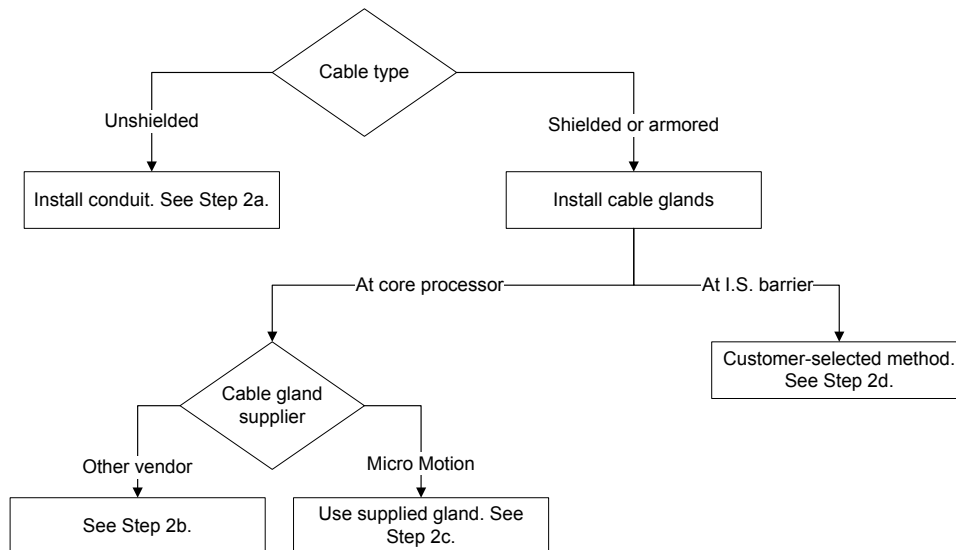 Cable type
Unshielded
Shielded or armored
Install conduit. See Step 2a.
Install cable glands
At core processor
At I.S. barrier
Customer-selected method.
See Step 2d.
Cable gland
supplier
Other vendor
Micro Motion
See Step 2b.
Use supplied gland. See
Step 2c.